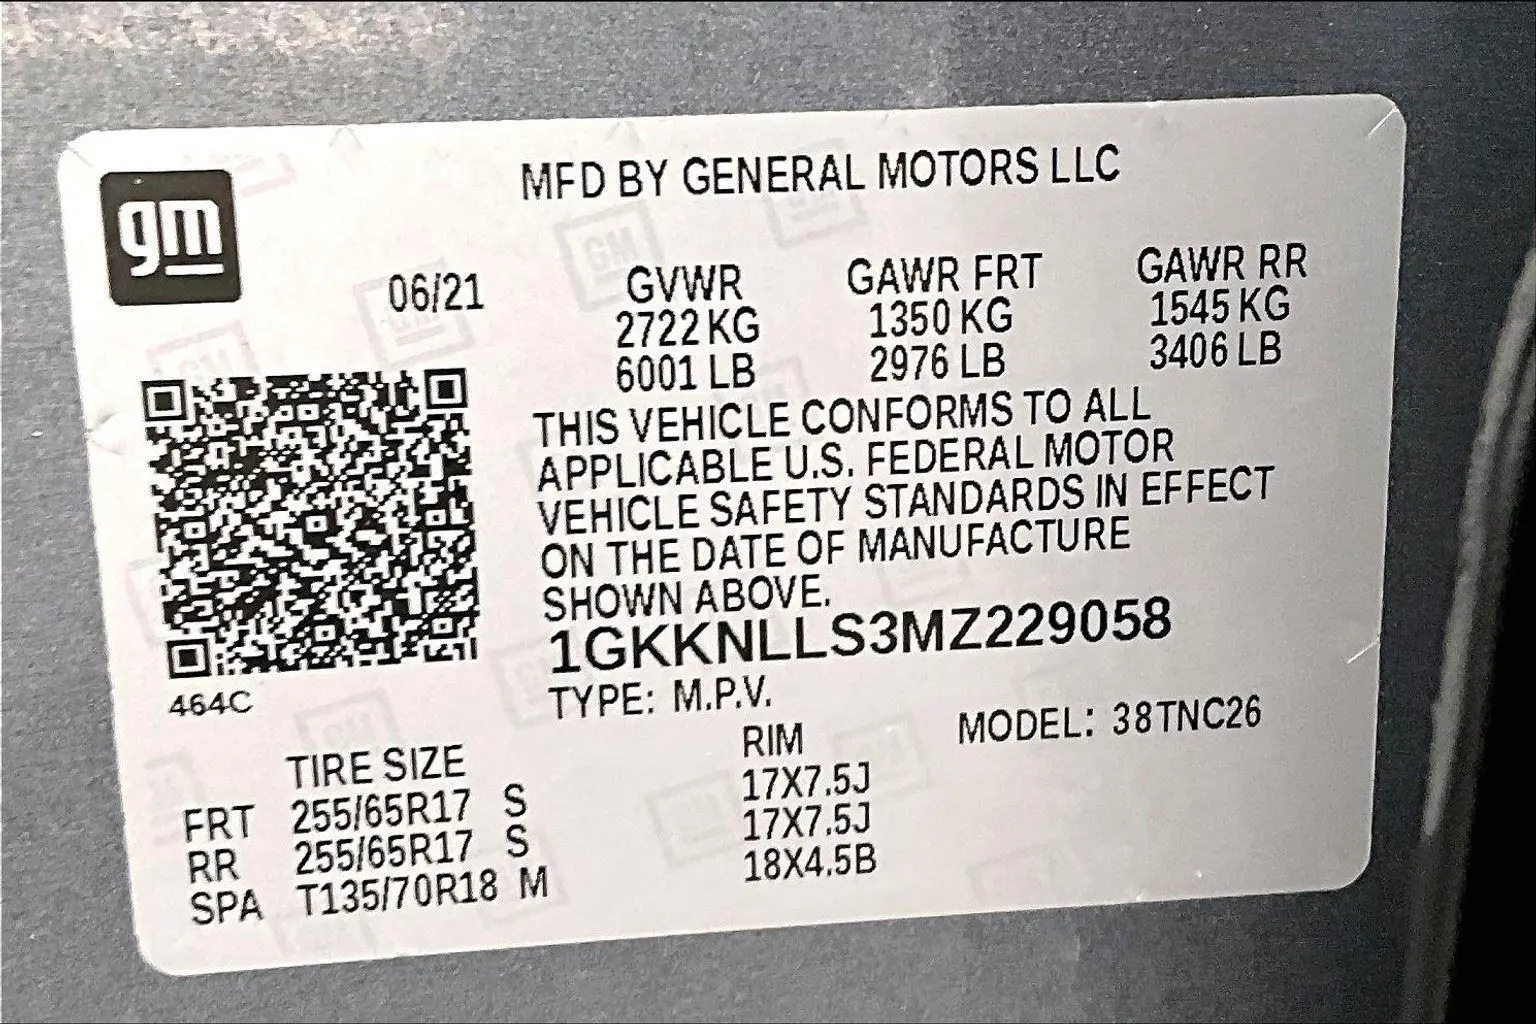 gm
MFD BY GENERAL MOTORS LLC
06/21 GVWR GAWR FRT GAWR RR
2722 KG 1350 KG 1545 KG
6001 LB 2976 LB 3406 LB
THIS VEHICLE CONFORMS TO ALL
APPLICABLE U.S. FEDERAL MOTOR
VEHICLE SAFETY STANDARDS IN EFFECT
ON THE DATE OF MANUFACTURE
SHOWN ABOVE.
1GKKNLLS3MZ229058
464C
TYPE: M.P.V.
MODEL: 38TNC26
TIRE SIZE RIM
FRT 255/65R17 S 17X7.5J
RR 255/65R17 S 17X7.5J
SPA T135/70R18 M 18X4.5B